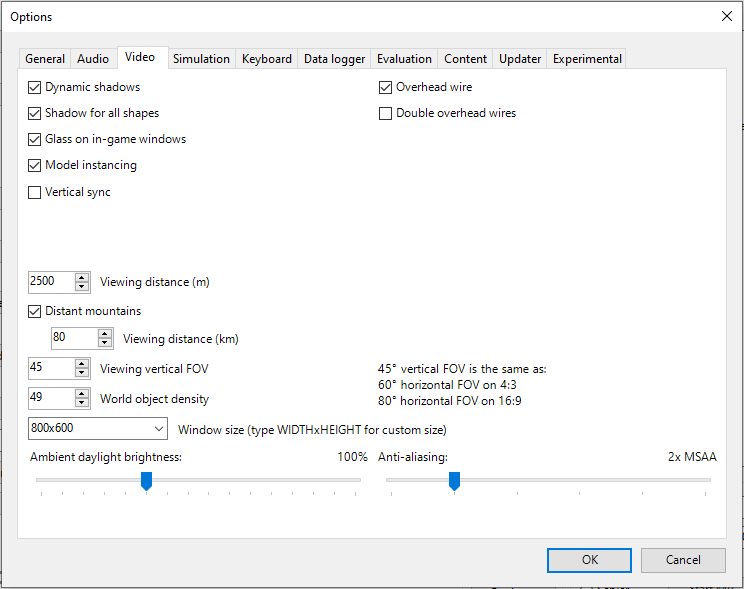 Options
General Audio Video Simulation Keyboard Data logger Evaluation Content Updater Experimental
Dynamic shadows
Overhead wire
Shadow for all shapes
Double overhead wires
Glass on in-game windows
Model instancing
Vertical sync
2500 Viewing distance (m)
Distant mountains
80 Viewing distance (km)
45 Viewing vertical FOV
45° vertical FOV is the same as:
60° horizontal FOV on 4:3
49 World object density
80° horizontal FOV on 16:9
800x600 Window size (type WIDTHxHEIGHT for custom size)
Ambient daylight brightness: 100%
Anti-aliasing: 2x MSAA
OK Cancel